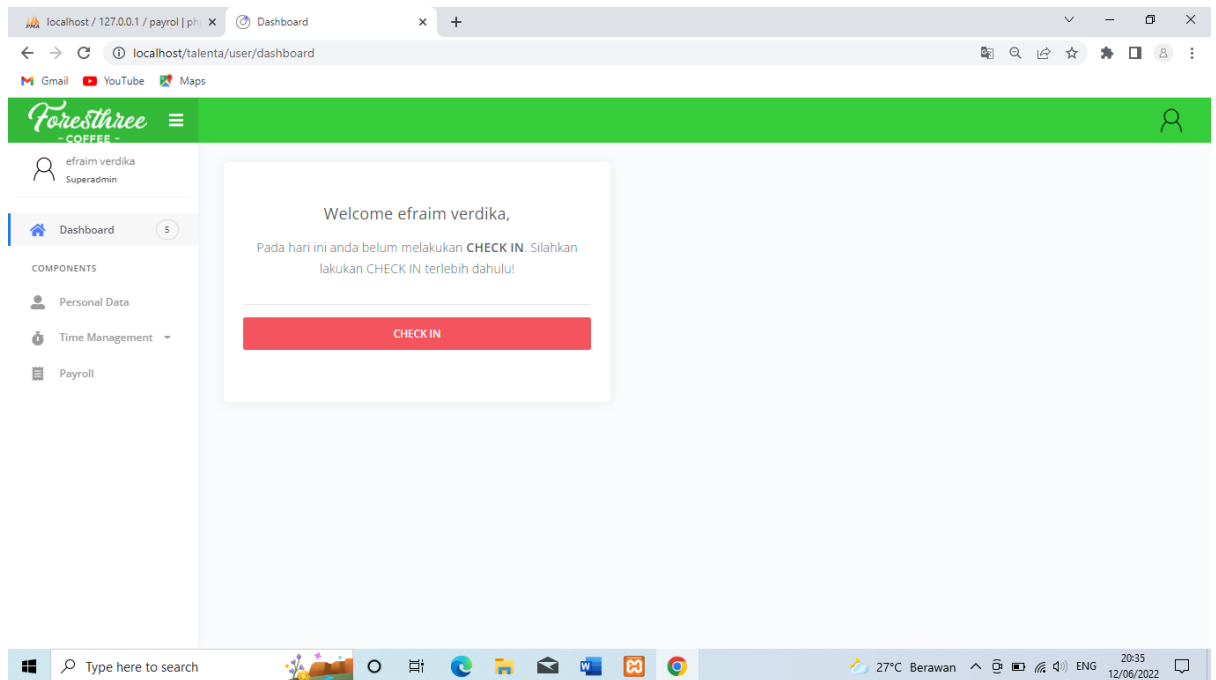 localhost / 127.0.0.1 / payrol | ph
Dashboard
localhost/talenta/user/dashboard
Gmail YouTube Maps
Foresthree
- COFFEE -
efraim verdika
Superadmin
Dashboard 5
COMPONENTS
Personal Data
Time Management
Payroll
Welcome efraim verdika,
Pada hari ini anda belum melakukan CHECK IN. Silahkan
lakukan CHECK IN terlebih dahulu!
CHECK IN
Type here to search
27°C Berawan ENG
20:35
12/06/2022